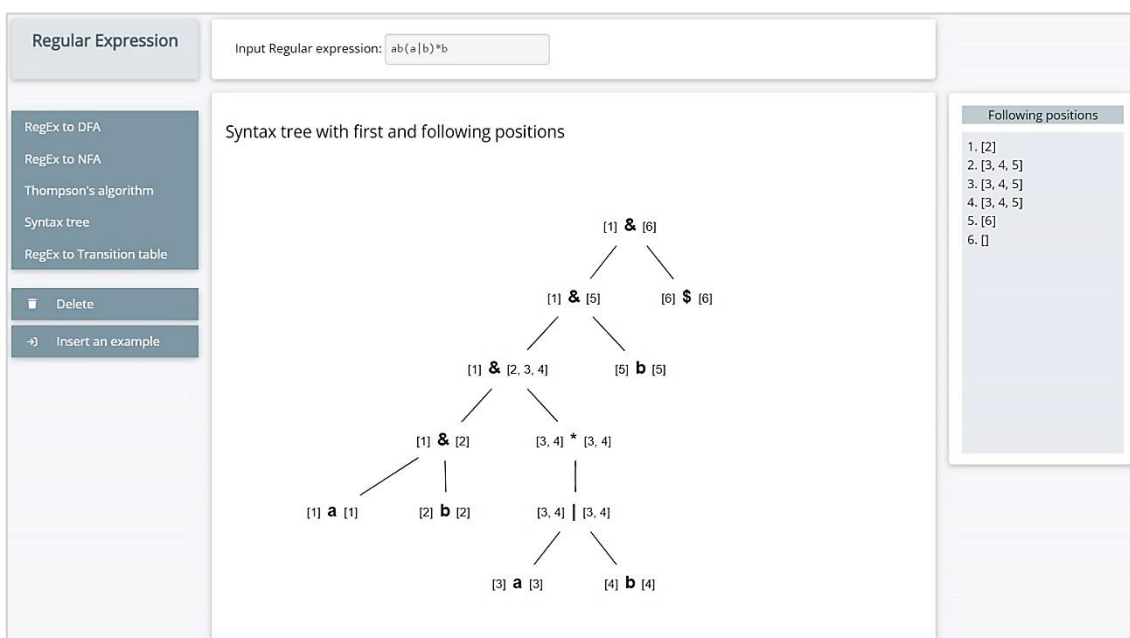 Regular Expression
Input Regular expression: ab(a|b)*b
RegEx to DFA
RegEx to NFA
Thompson's algorithm
Syntax tree
RegEx to Transition table
Delete
Insert an example
Syntax tree with first and following positions
[1] & [6]
[1] & [5] [6] $ [6]
[1] & [2, 3, 4] [5] b [5]
[1] & [2] [3, 4] * [3, 4]
[1] a [1] [2] b [2] [3, 4] | [3, 4]
[3] a [3] [4] b [4]
Following positions
1. [2]
2. [3, 4, 5]
3. [3, 4, 5]
4. [3, 4, 5]
5. [6]
6. []